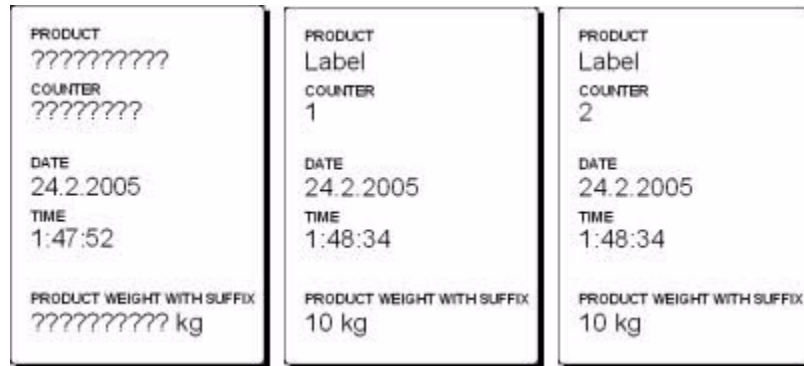 PRODUCT
??????????
COUNTER
????????
DATE
24.2.2005
TIME
1:47:52
PRODUCT WEIGHT WITH SUFFIX
?????????? kg
PRODUCT
Label
COUNTER
1
DATE
24.2.2005
TIME
1:48:34
PRODUCT WEIGHT WITH SUFFIX
10 kg
PRODUCT
Label
COUNTER
2
DATE
24.2.2005
TIME
1:48:34
PRODUCT WEIGHT WITH SUFFIX
10 kg